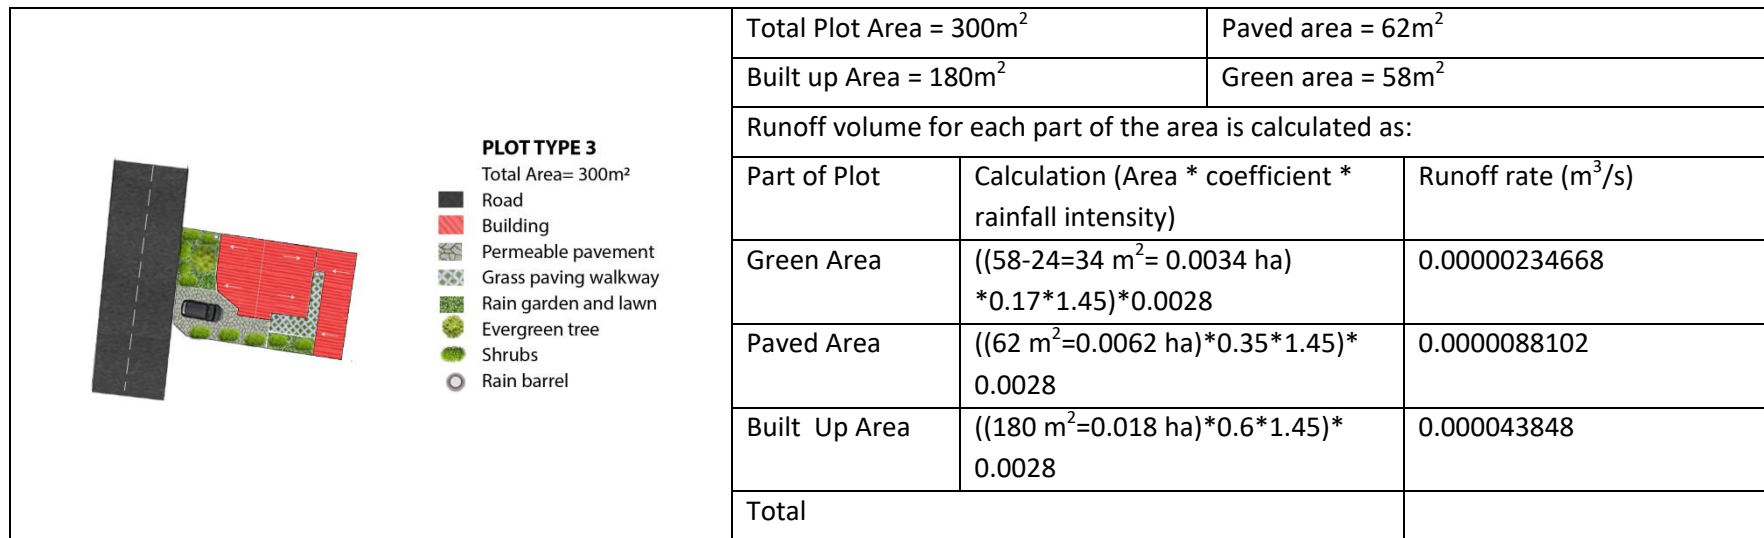 PLOT TYPE 3
Total Area= 300m²
Road
Building
Permeable pavement
Grass paving walkway
Rain garden and lawn
Evergreen tree
Shrubs
Rain barrel
Total Plot Area = 300m²
Paved area = 62m²
Built up Area = 180m²
Green area = 58m²
Runoff volume for each part of the area is calculated as:
Part of Plot
Calculation (Area * coefficient *
rainfall intensity)
Runoff rate (m³/s)
Green Area
((58-24=34 m²= 0.0034 ha)
*0.17*1.45)*0.0028
0.00000234668
Paved Area
((62 m²=0.0062 ha)*0.35*1.45)*
0.0028
0.0000088102
Built  Up Area
((180 m²=0.018 ha)*0.6*1.45)*
0.0028
0.000043848
Total